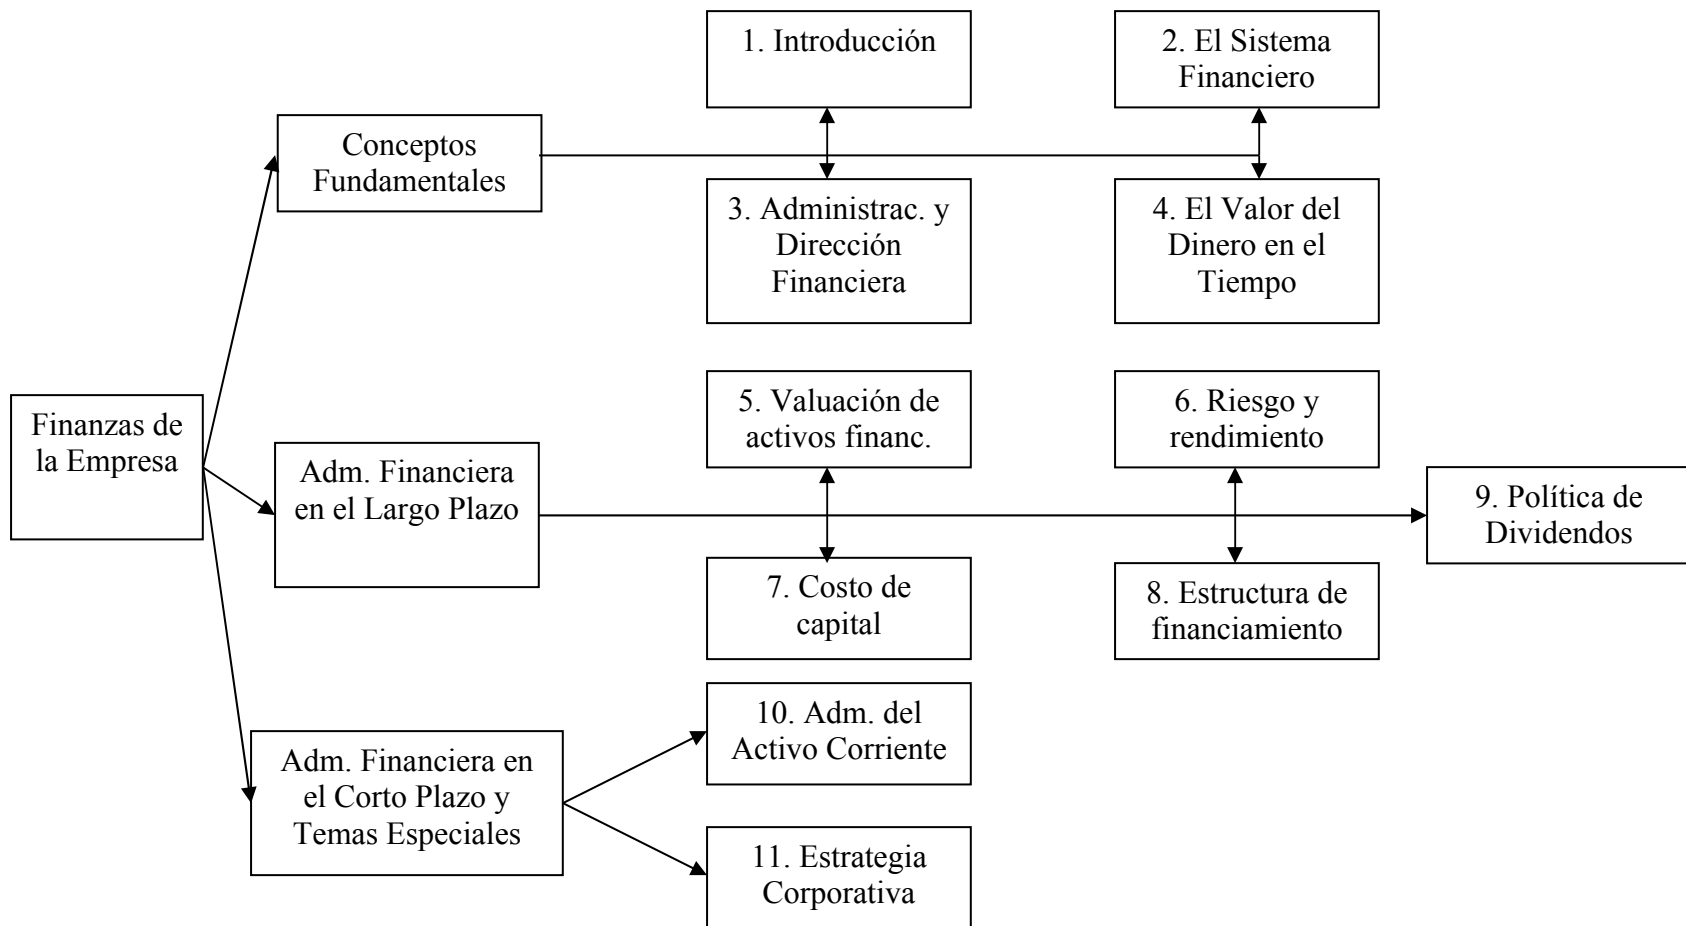 1. Introducción
2. El Sistema
Financiero
Conceptos
Fundamentales
3. Administrac. y
Dirección
Financiera
4. El Valor del
Dinero en el
Tiempo
Finanzas de
la Empresa
5. Valuación de
activos financ.
6. Riesgo y
rendimiento
Adm. Financiera
en el Largo Plazo
9. Política de
Dividendos
7. Costo de
capital
8. Estructura de
financiamiento
Adm. Financiera en
el Corto Plazo y
Temas Especiales
10. Adm. del
Activo Corriente
11. Estrategia
Corporativa